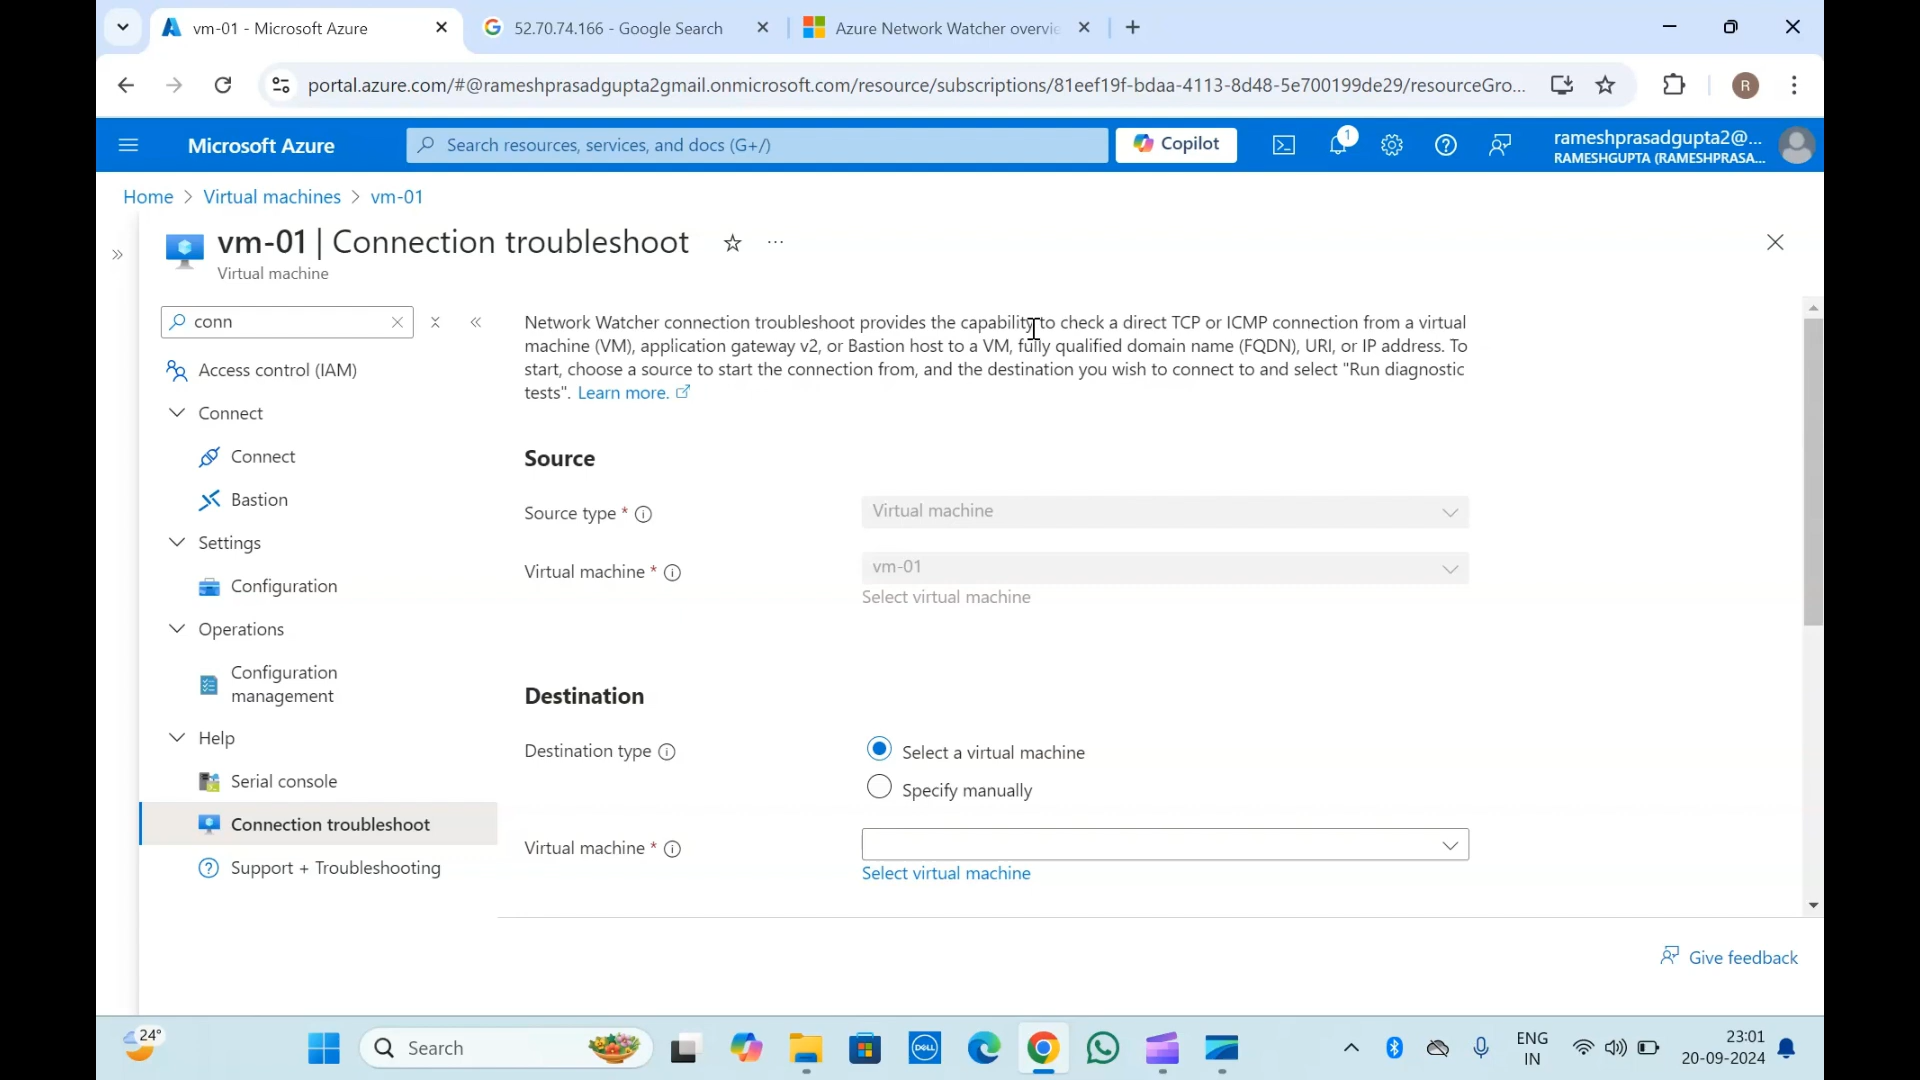 vm-01 - Microsoft Azure
52.70.74.166 - Google Search
Azure Network Watcher overvie
portal.azure.com/#@rameshprasadgupta2gmail.onmicrosoft.com/resource/subscriptions/81eef19f-bdaa-4113-8d48-5e700199de29/resourceGro...
R
Microsoft Azure
Search resources, services, and docs (G+/)
Copilot
1
rameshprasadgupta2@...
RAMESHGUPTA (RAMESHPRASA...
Home > Virtual machines > vm-01
vm-01 | Connection troubleshoot
Virtual machine
conn
Access control (IAM)
Connect
Connect
Bastion
Settings
Configuration
Operations
Configuration
management
Help
Serial console
Connection troubleshoot
Support + Troubleshooting
Network Watcher connection troubleshoot provides the capability to check a direct TCP or ICMP connection from a virtual
machine (VM), application gateway v2, or Bastion host to a VM, fully qualified domain name (FQDN), URI, or IP address. To
start, choose a source to start the connection from, and the destination you wish to connect to and select "Run diagnostic
tests". Learn more.
Source
Source type *
Virtual machine
Virtual machine *
vm-01
Select virtual machine
Destination
Destination type
Select a virtual machine
Specify manually
Virtual machine *
Select virtual machine
Give feedback
24°
Search
DELL
ENG
IN
23:01
20-09-2024